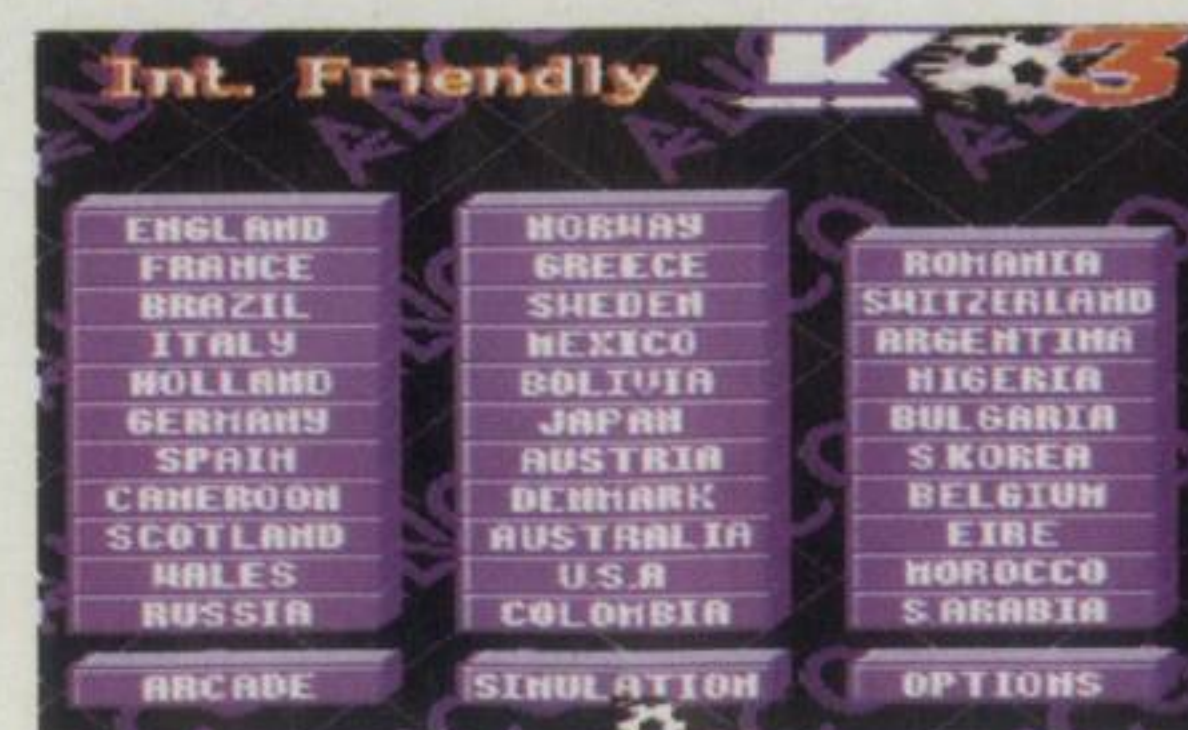 Int. Friendly
K 3
ENGLAND
FRANCE
BRAZIL
ITALY
HOLLAND
GERMANY
SPAIN
CAMEROON
SCOTLAND
WALES
RUSSIA
NORWAY
GREECE
SWEDEN
MEXICO
BOLIVIA
JAPAN
AUSTRIA
DENMARK
AUSTRALIA
U.S.A
COLOMBIA
ROMANIA
SWITZERLAND
ARGENTINA
NIGERIA
BULGARIA
S.KOREA
BELGIUM
EIRE
MOROCCO
S.ARABIA
ARCADE
SIMULATION
OPTIONS